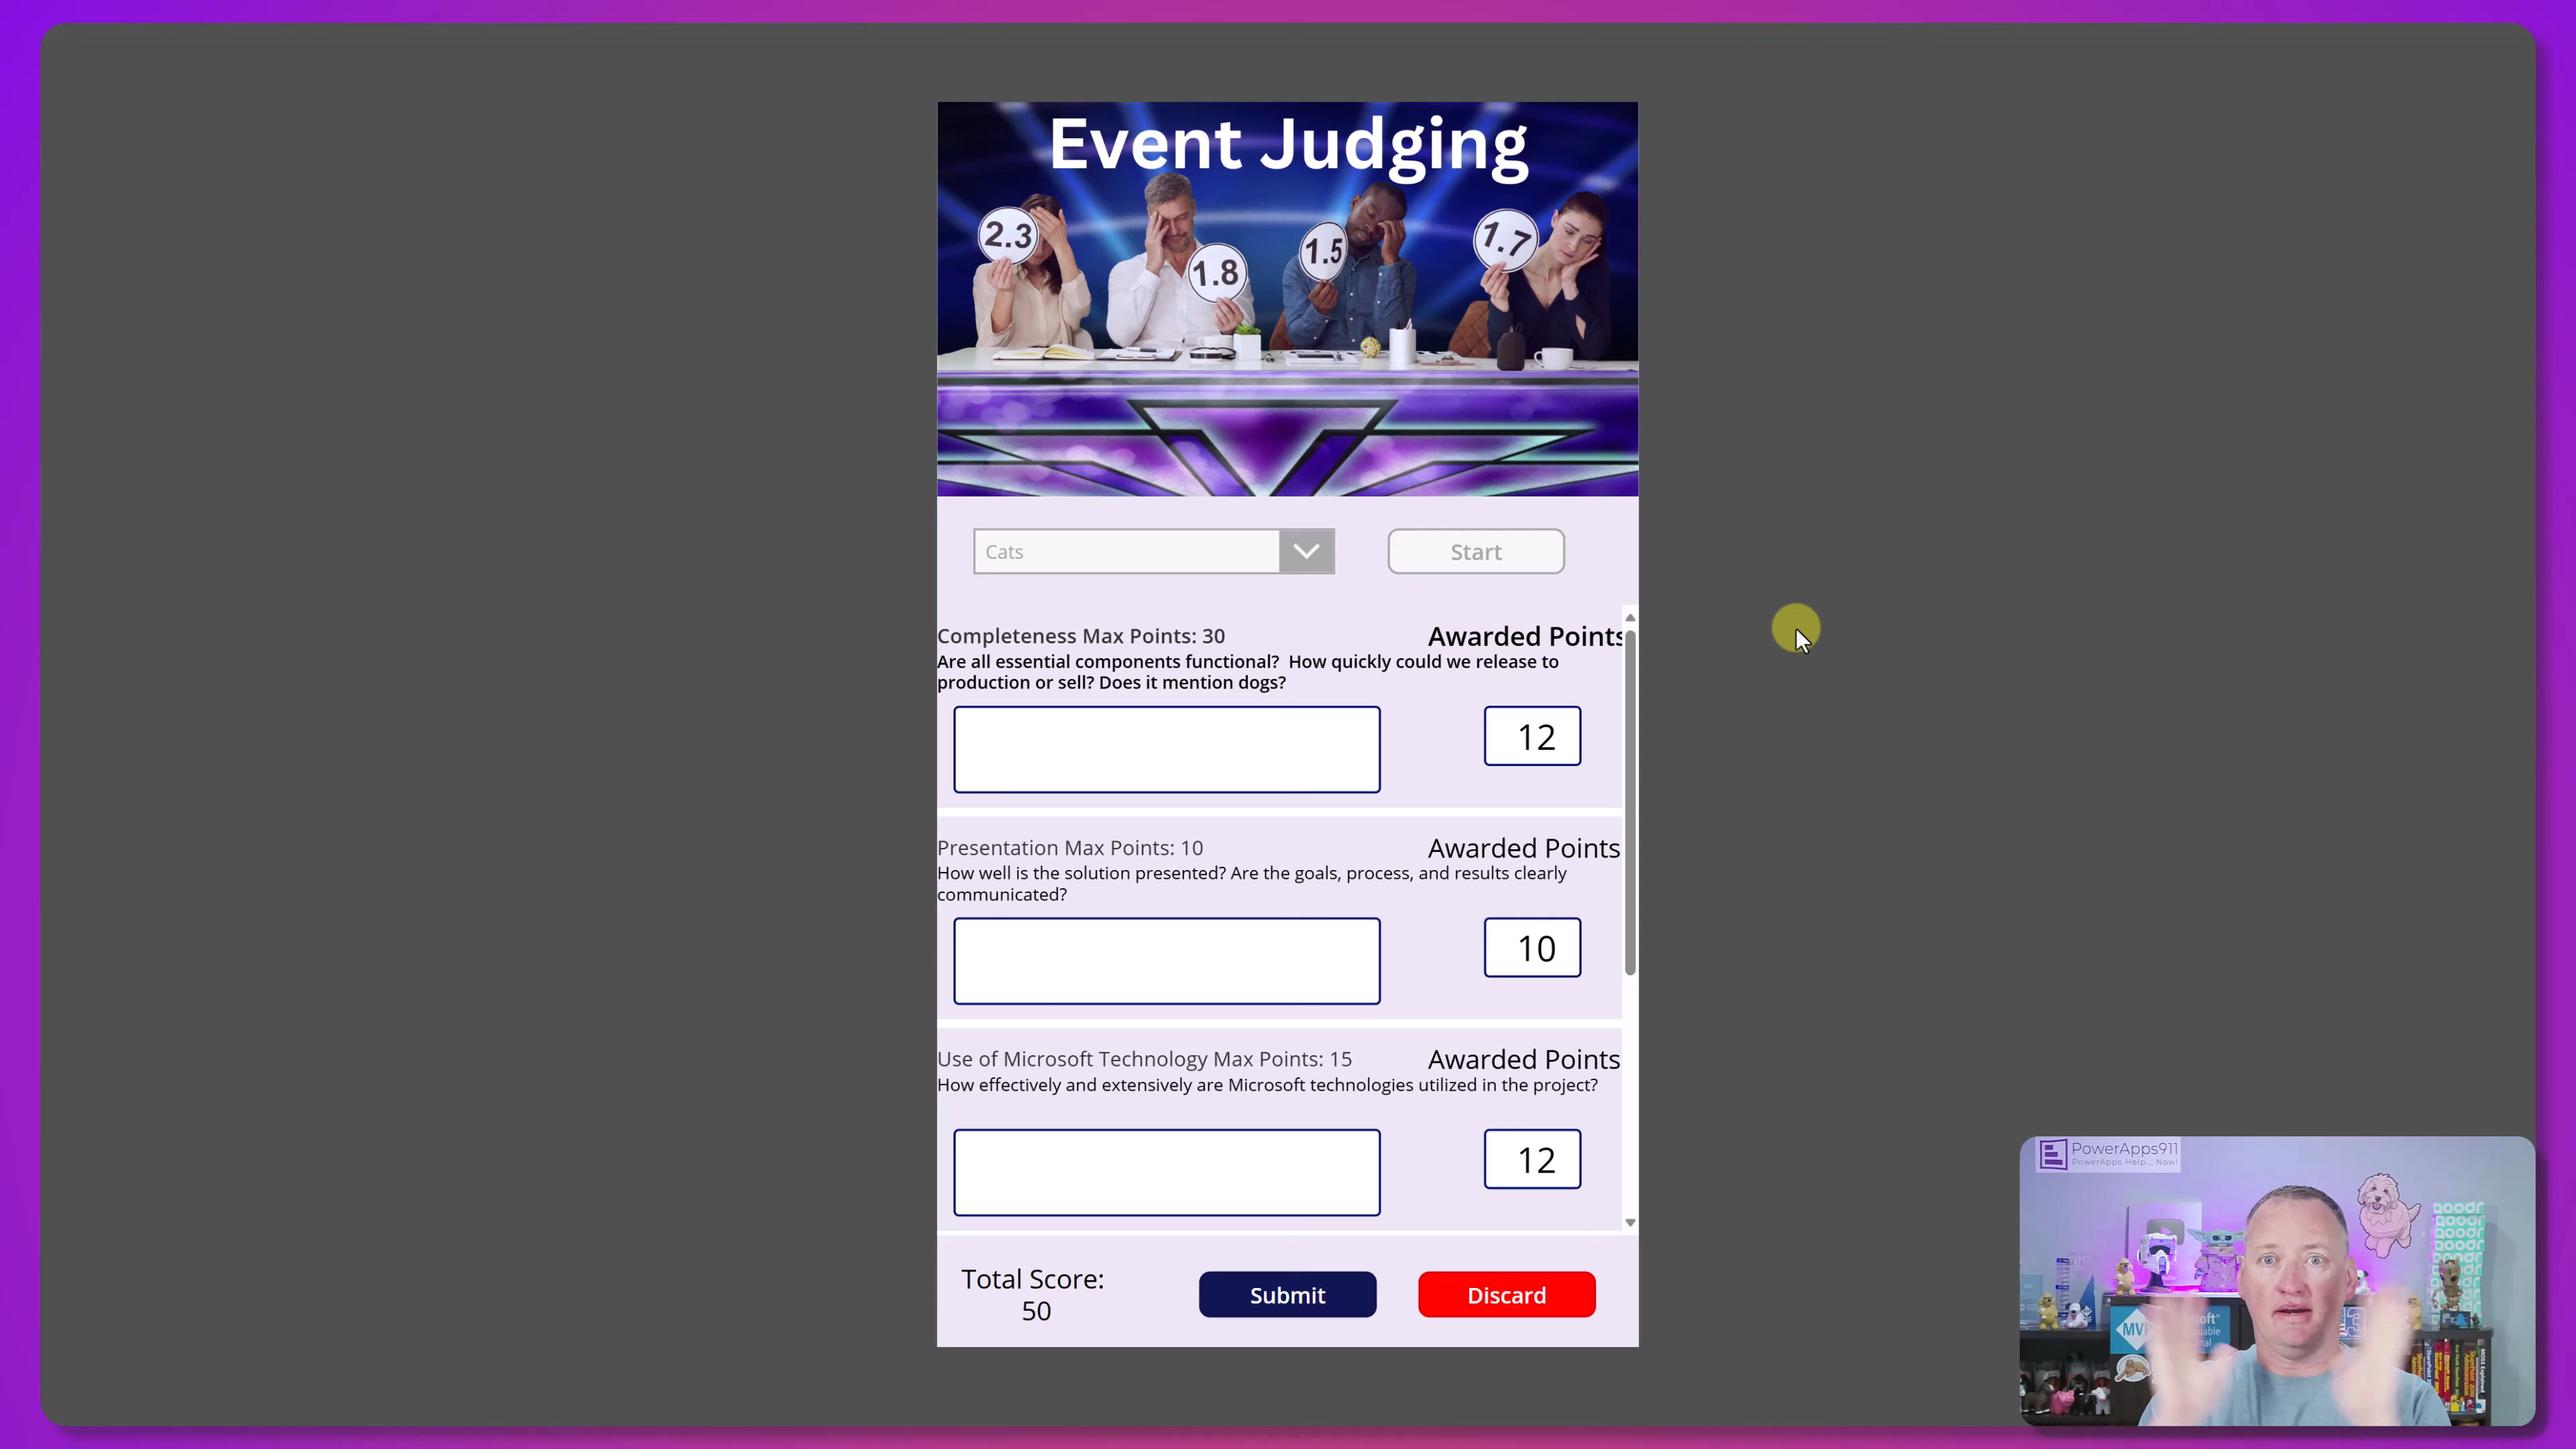 Event Judging
2.3
1.8
1.5
1.7
Cats
Start
Completeness Max Points: 30
Awarded Points
Are all essential components functional?  How quickly could we release to
production or sell? Does it mention dogs?
12
Presentation Max Points: 10
Awarded Points
How well is the solution presented? Are the goals, process, and results clearly
communicated?
10
Use of Microsoft Technology Max Points: 15
Awarded Points
How effectively and extensively are Microsoft technologies utilized in the project?
12
Total Score:
50
Submit
Discard
PowerApps911
PowerApps Help... Now!